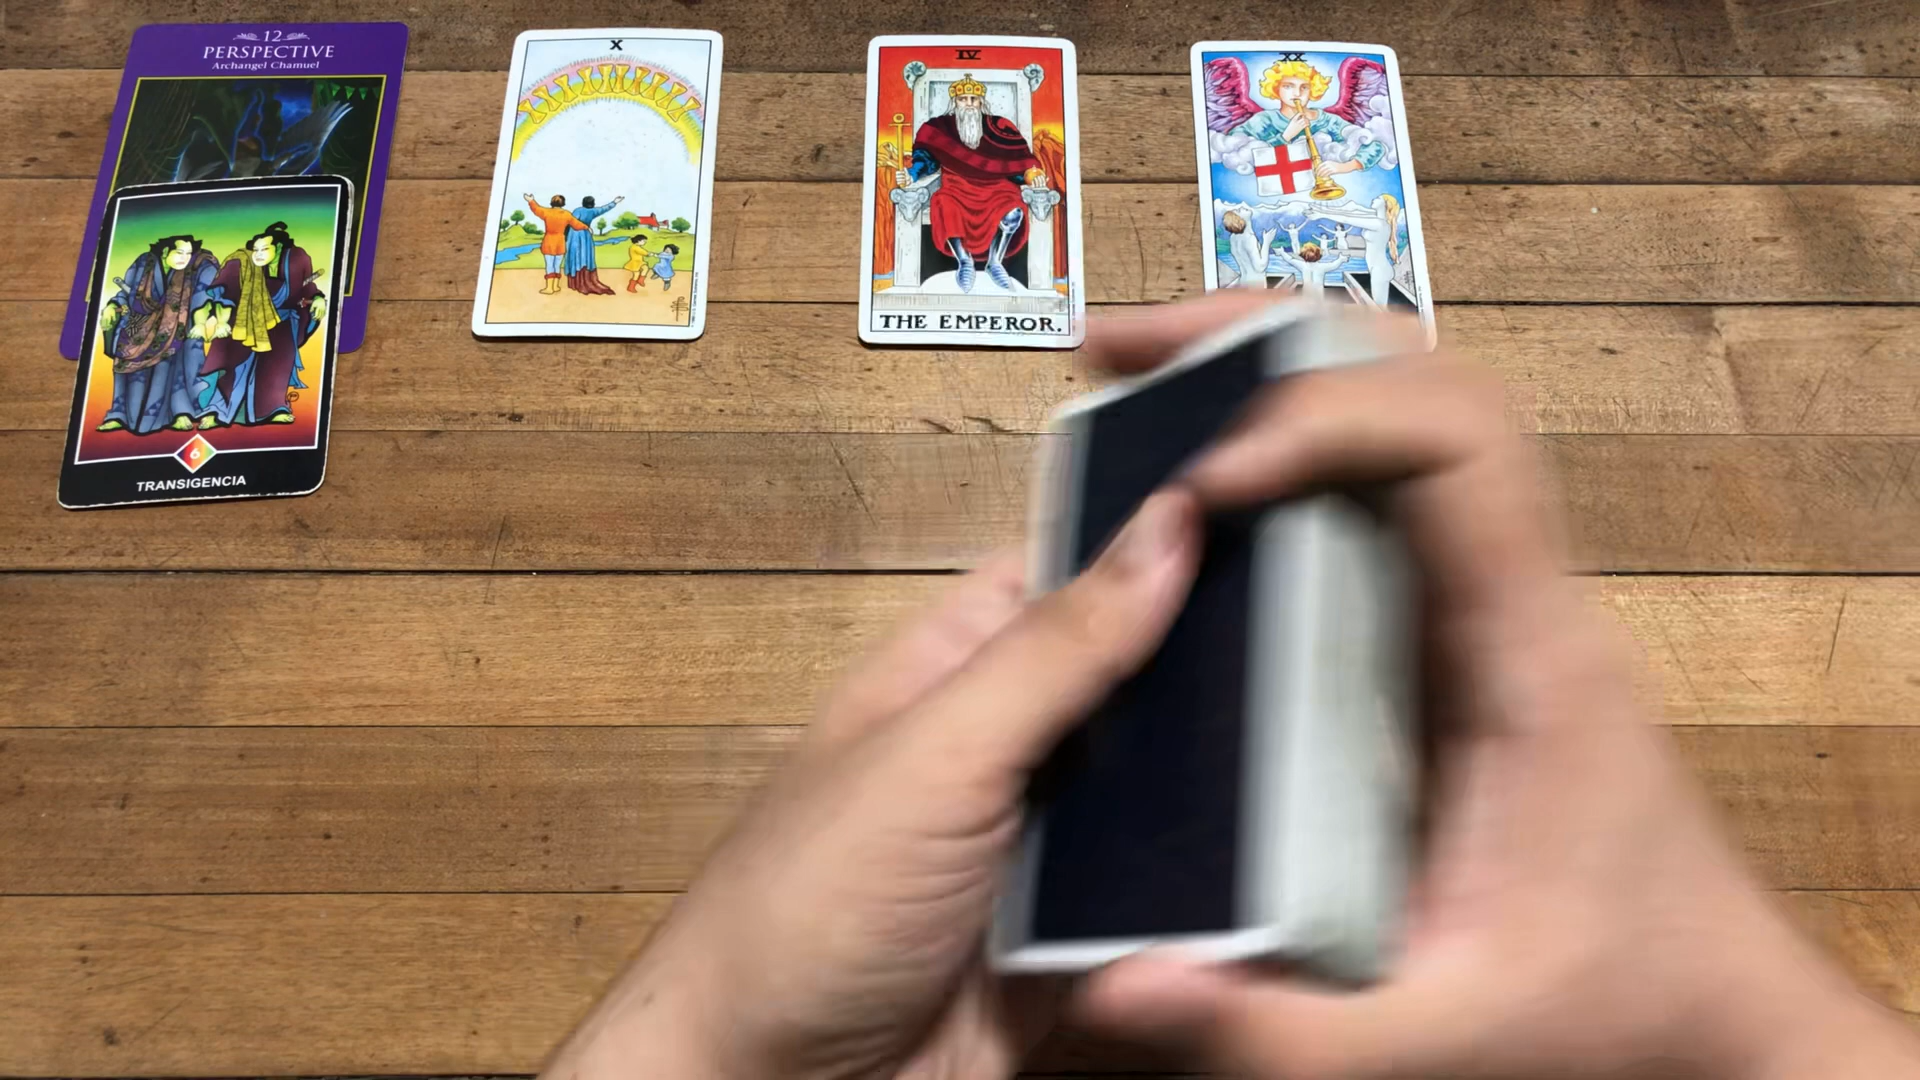 12
PERSPECTIVE
Archangel Chamuel
6
TRANSIGENCIA
X
IV
THE EMPEROR.
XX